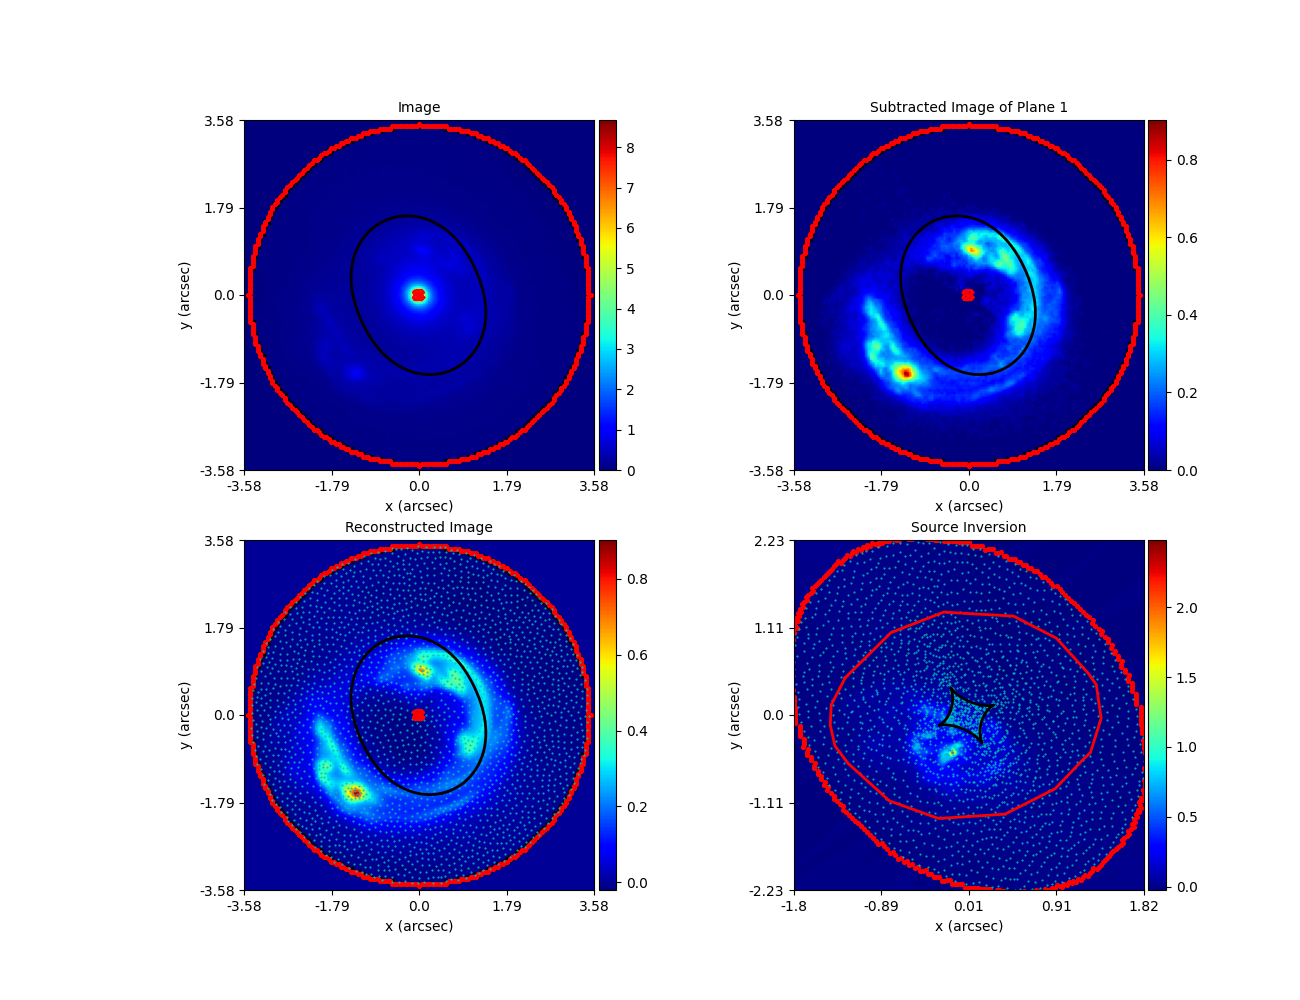 Image
Subtracted Image of Plane 1
3.58
1.79
0.0
-1.79
-3.58
y (arcsec)
-3.58 -1.79 0.0 1.79 3.58
x (arcsec)
8
7
6
5
4
3
2
1
0
3.58
1.79
0.0
-1.79
-3.58
y (arcsec)
-3.58 -1.79 0.0 1.79 3.58
x (arcsec)
0.8
0.6
0.4
0.2
0.0
Reconstructed Image
Source Inversion
3.58
1.79
0.0
-1.79
-3.58
y (arcsec)
-3.58 -1.79 0.0 1.79 3.58
x (arcsec)
0.8
0.6
0.4
0.2
0.0
2.23
1.11
0.0
-1.11
-2.23
y (arcsec)
-1.8 -0.89 0.01 0.91 1.82
x (arcsec)
2.0
1.5
1.0
0.5
0.0